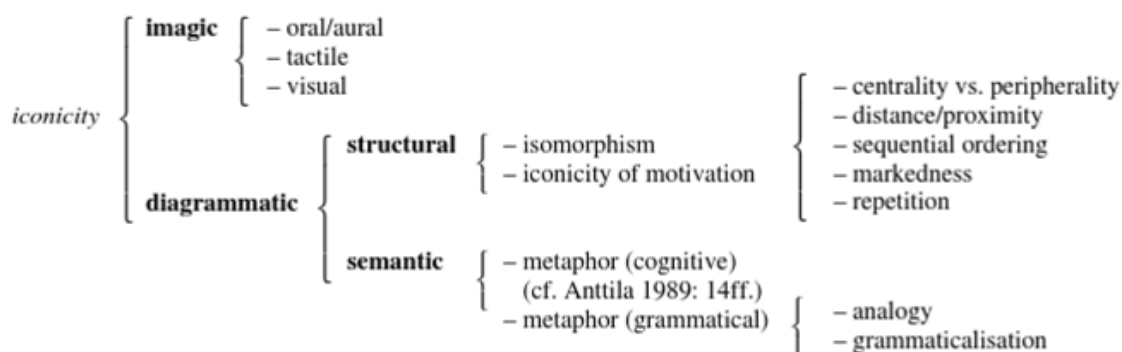 imagic – oral/aural
– tactile
– visual – centrality vs. peripherality
iconicity – distance/proximity
structural – isomorphism – sequential ordering
– iconicity of motivation – markedness
diagrammatic – repetition
semantic – metaphor (cognitive)
(cf. Anttila 1989: 14ff.)
– metaphor (grammatical) – analogy
– grammaticalisation